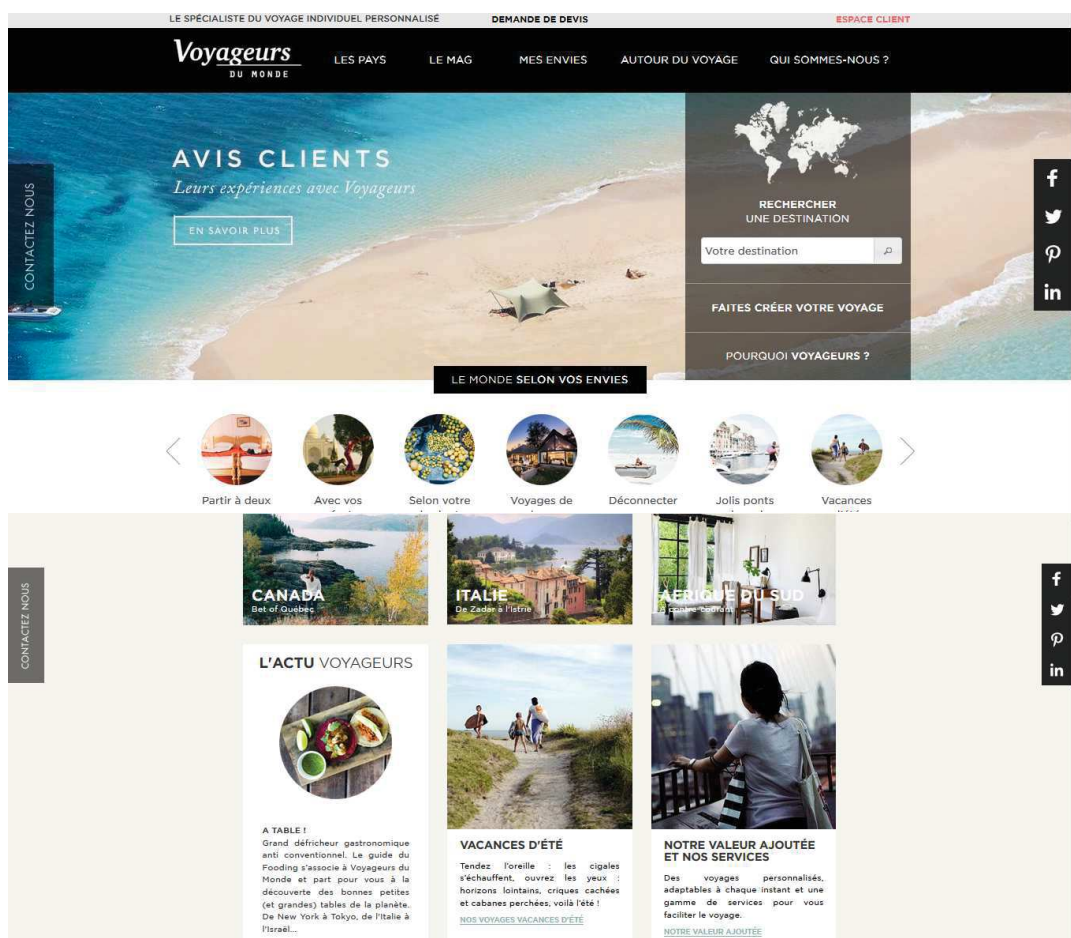 LE SPÉCIALISTE DU VOYAGE INDIVIDUEL PERSONNALISÉ
DEMANDE DE DEVIS
ESPACE CLIENT
Voyageurs
DU MONDE
LES PAYS
LE MAG
MES ENVIES
AUTOUR DU VOYAGE
QUI SOMMES-NOUS ?
AVIS CLIENTS
Leurs expériences avec Voyageurs
EN SAVOIR PLUS
CONTACTEZ NOUS
RECHERCHER
UNE DESTINATION
Votre destination
FAITES CRÉER VOTRE VOYAGE
POURQUOI VOYAGEURS ?
f
in
LE MONDE SELON VOS ENVIES
Partir à deux
Avec vos
Selon votre
Voyages de
Déconnecter
Jolis ponts
Vacances
CANADA
Bet of Québec
ITALIE
De Zadar à l'Istrie
AFRIQUE DU SUD
A contre courant
CONTACTEZ NOUS
f
in
L'ACTU VOYAGEURS
A TABLE !
Grand défricheur gastronomique
anti conventionnel. Le guide du
Fooding s'associe à Voyageurs du
Monde et part pour vous à la
découverte des bonnes petites
(et grandes) tables de la planète.
De New York à Tokyo, de l'Italie à
l'Israël...
VACANCES D'ÉTÉ
Tendez l'oreille : les cigales
s'échauffent, ouvrez les yeux :
horizons lointains, criques cachées
et cabanes perchées, voilà l'été !
NOS VOYAGES VACANCES D'ÉTÉ
NOTRE VALEUR AJOUTÉE
ET NOS SERVICES
Des voyages personnalisés,
adaptables à chaque instant et une
gamme de services pour vous
faciliter le voyage.
NOTRE VALEUR AJOUTÉE